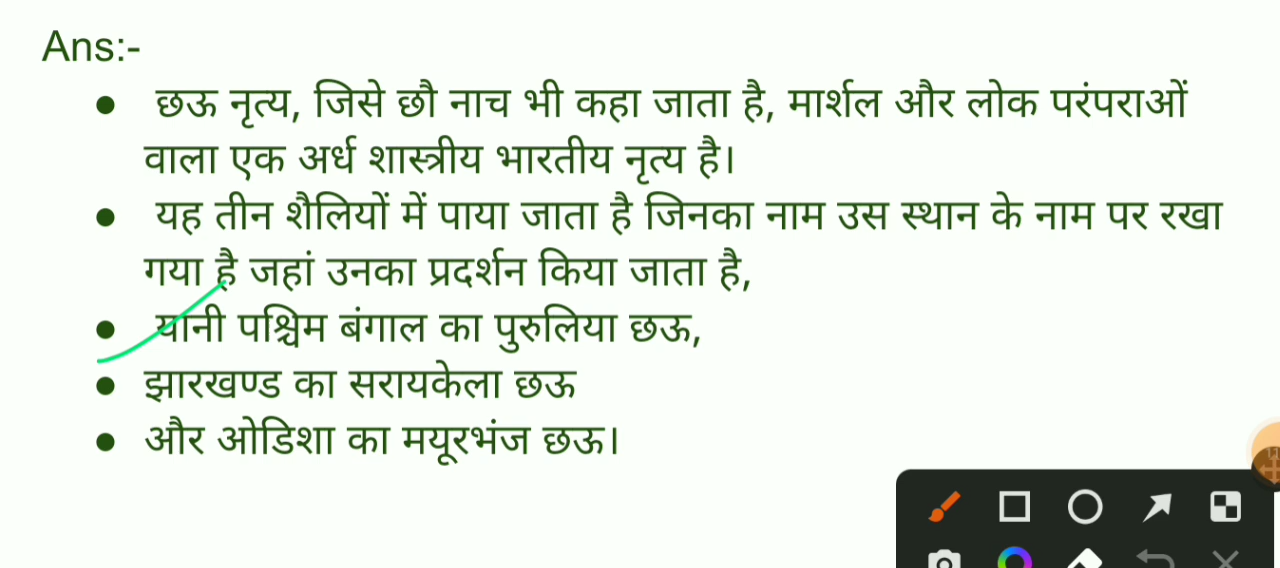 Ans:-
● छऊ नृत्य, जिसे छौ नाच भी कहा जाता है, मार्शल और लोक परंपराओं
वाला एक अर्ध शास्त्रीय भारतीय नृत्य है।
● यह तीन शैलियों में पाया जाता है जिनका नाम उस स्थान के नाम पर रखा
गया है जहां उनका प्रदर्शन किया जाता है,
● यानी पश्चिम बंगाल का पुरुलिया छऊ,
● झारखण्ड का सरायकेला छऊ
● और ओडिशा का मयूरभंज छऊ।